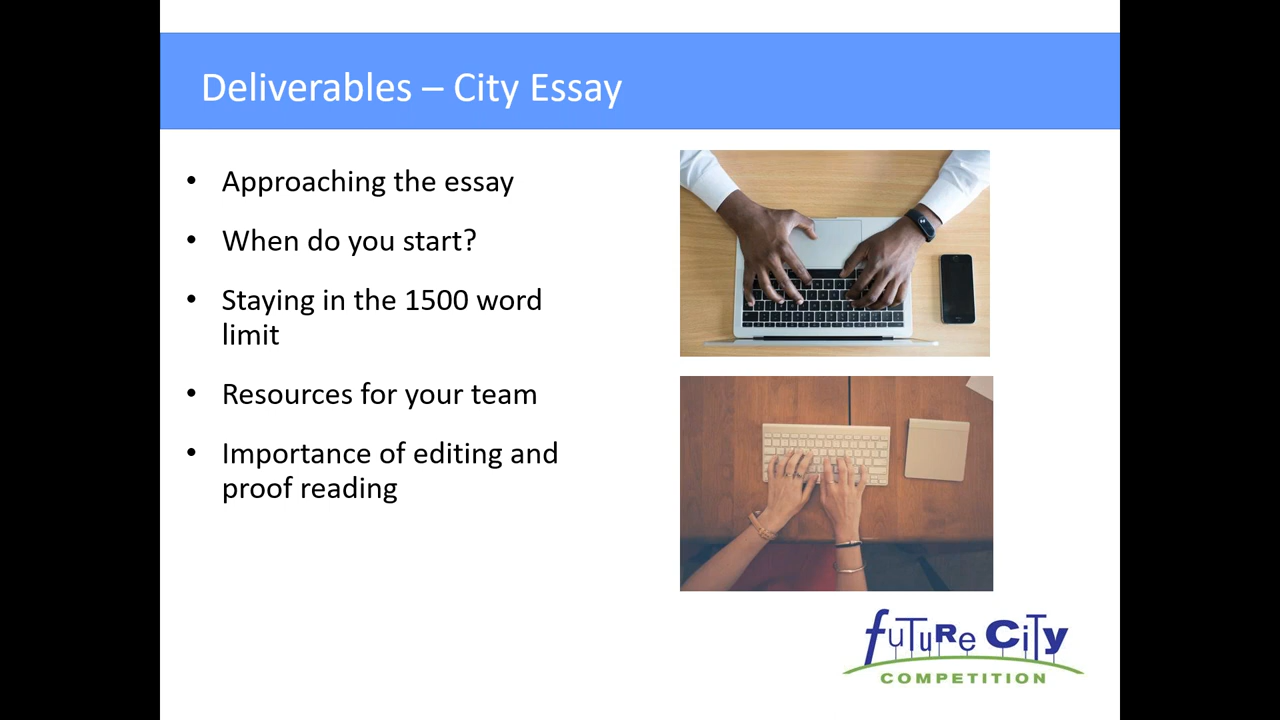 Deliverables – City Essay
• Approaching the essay
• When do you start?
• Staying in the 1500 word
limit
• Resources for your team
• Importance of editing and
proof reading
fuTuRe CiTy
COMPETITION